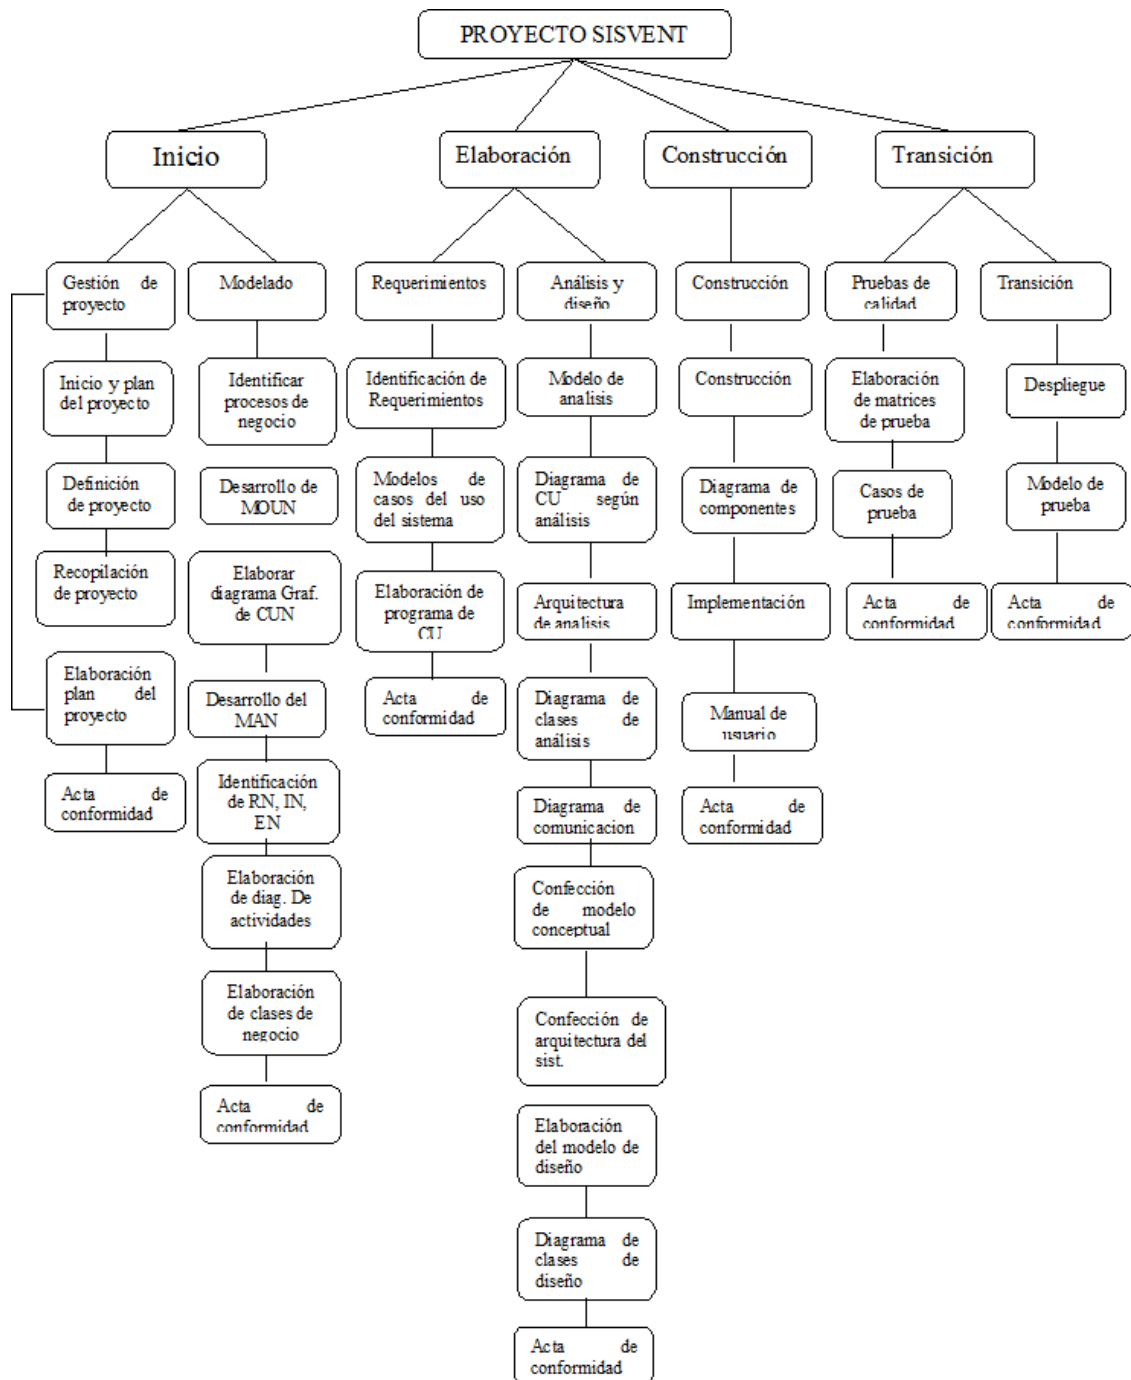 PROYECTO SISVENT
Inicio
Elaboración
Construcción
Transición
Gestión de
proyecto
Inicio y plan
del proyecto
Definición
de proyecto
Recopilación
de proyecto
Elaboración
plan del
proyecto
Acta de
conformidad
Modelado
Identificar
procesos de
negocio
Desarrollo de
MOUN
Elaborar
diagrama Graf.
de CUN
Desarrollo del
MAN
Identificación
de RN, IN,
EN
Elaboración
de diag. De
actividades
Elaboración
de clases de
negocio
Acta de
conformidad
Requerimientos
Identificación de
Requerimientos
Modelos de
casos del uso
del sistema
Elaboración de
programa de
CU
Acta de
conformidad
Análisis y
diseño
Modelo de
analisis
Diagrama de
CU según
análisis
Arquitectura
de analisis
Diagrama de
clases de
análisis
Diagrama de
comunicacion
Confección
de modelo
conceptual
Confección de
arquitectura del
sist.
Elaboración
del modelo de
diseño
Diagrama de
clases de
diseño
Acta de
conformidad
Construcción
Construcción
Diagrama de
componentes
Implementación
Manual de
usuario
Acta de
conformidad
Pruebas de
calidad
Elaboración
de matrices
de prueba
Casos de
prueba
Acta de
conformidad
Transición
Despliegue
Modelo de
prueba
Acta de
conformidad